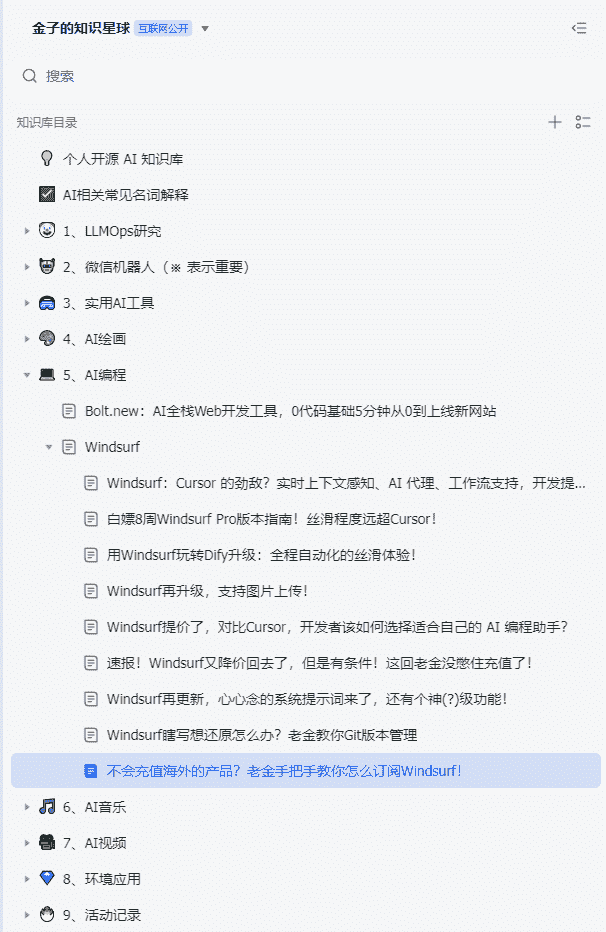 金子的知识星球 互联网公开
搜索
知识库目录
个人开源 AI 知识库
AI相关常见名词解释
1、LLMOps研究
2、微信机器人（※ 表示重要）
3、实用AI工具
4、AI绘画
5、AI编程
Bolt.new：AI全栈Web开发工具，0代码基础5分钟从0到上线新网站
Windsurf
Windsurf：Cursor 的劲敌？实时上下文感知、AI 代理、工作流支持，开发提...
白嫖8周Windsurf Pro版本指南！丝滑程度远超Cursor！
用Windsurf玩转Dify升级：全程自动化的丝滑体验！
Windsurf再升级，支持图片上传！
Windsurf提价了，对比Cursor，开发者该如何选择适合自己的 AI 编程助手？
速报！Windsurf又降价回去了，但是有条件！这回老金没憋住充值了！
Windsurf再更新，心心念的系统提示词来了，还有个神(?)级功能！
Windsurf瞎写想还原怎么办？老金教你Git版本管理
不会充值海外的产品？老金手把手教你怎么订阅Windsurf！
6、AI音乐
7、AI视频
8、环境应用
9、活动记录